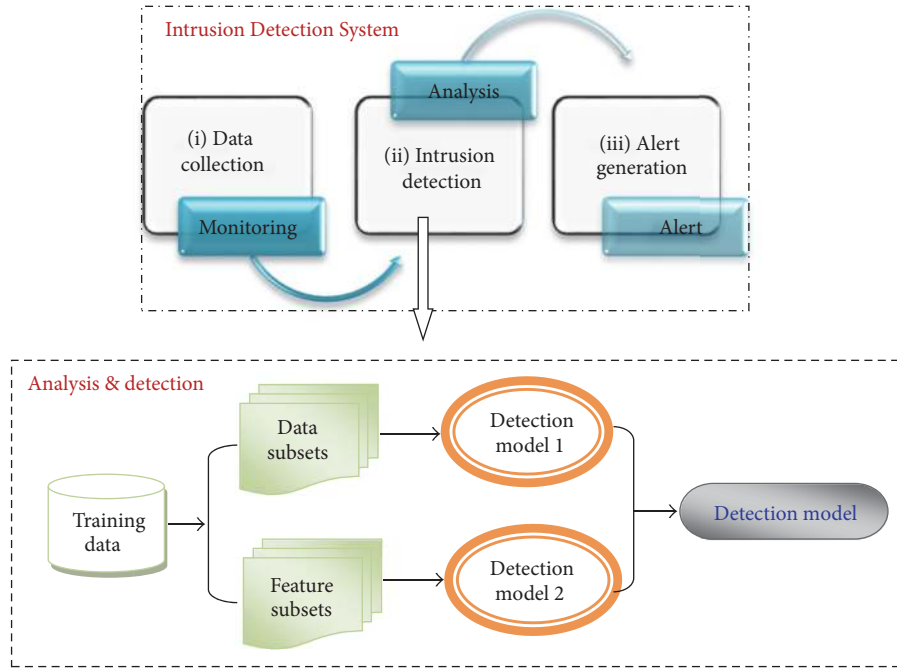 Intrusion Detection System
(i) Data
collection
Monitoring
Analysis
(ii) Intrusion
detection
(iii) Alert
generation
Alert
Analysis & detection
Training
data
Data
subsets
Feature
subsets
Detection
model 1
Detection
model 2
Detection model